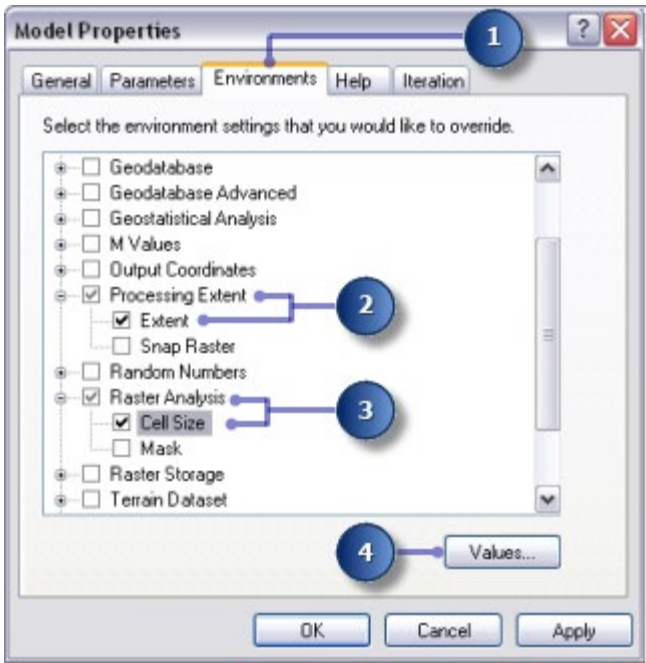 Model Properties
1
?
General Parameters Environments Help Iteration
Select the environment settings that you would like to override.
Geodatabase
Geodatabase Advanced
Geostatistical Analysis
M Values
Output Coordinates
Processing Extent
2
Extent
Snap Raster
Random Numbers
Raster Analysis
3
Cell Size
Mask
Raster Storage
Terrain Dataset
4
Values...
OK Cancel Apply